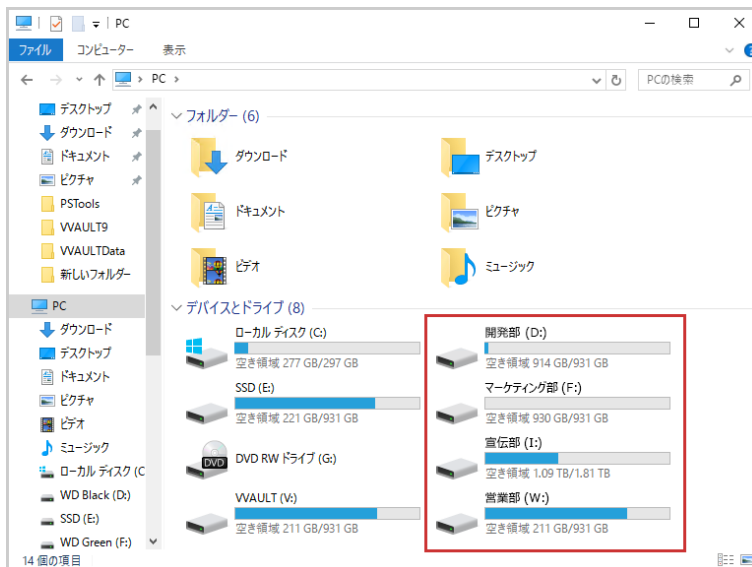 PC
ファイル コンピューター 表示
PC
PCの検索
デスクトップ
ダウンロード
ドキュメント
ピクチャ
PSTools
VVAULT9
VVAULTData
新しいフォルダー
PC
ダウンロード
デスクトップ
ドキュメント
ピクチャ
ビデオ
ミュージック
ローカル ディスク (C
WD Black (D:)
SSD (E:)
WD Green (F:)
フォルダー (6)
ダウンロード
デスクトップ
ドキュメント
ピクチャ
ビデオ
ミュージック
デバイスとドライブ (8)
ローカル ディスク (C:)
空き領域 277 GB/297 GB
開発部 (D:)
空き領域 914 GB/931 GB
SSD (E:)
空き領域 221 GB/931 GB
マーケティング部 (F:)
空き領域 930 GB/931 GB
DVD
DVD RW ドライブ (G:)
宣伝部 (I:)
空き領域 1.09 TB/1.81 TB
VVAULT (V:)
空き領域 211 GB/931 GB
営業部 (W:)
空き領域 211 GB/931 GB
14 個の項目